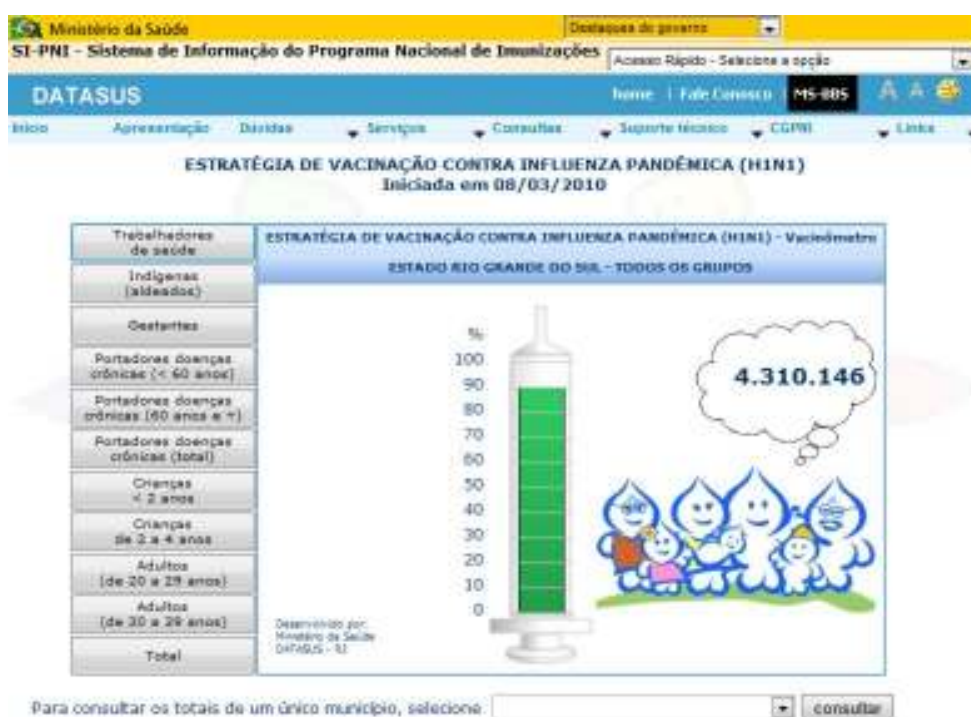 Ministério da Saúde
Destaques do governo
SI-PNI - Sistema de Informação do Programa Nacional de Imunizações
Acesso Rápido - Selecione a opção
DATASUS
home | Fale Conosco | MS-BBS
A A
Início Apresentação Dúvidas Serviços Consultas Suporte técnico CGPNI Links
ESTRATÉGIA DE VACINAÇÃO CONTRA INFLUENZA PANDÊMICA (H1N1)
Iniciada em 08/03/2010
Trabalhadores
de saúde
Indígenas
(aldeados)
Gestantes
Portadores doenças
crônicas (< 60 anos)
Portadores doenças
crônicas (60 anos e +)
Portadores doenças
crônicas (total)
Crianças
< 2 anos
Crianças
de 2 a 4 anos
Adultos
(de 20 a 29 anos)
Adultos
(de 30 a 39 anos)
Total
ESTRATÉGIA DE VACINAÇÃO CONTRA INFLUENZA PANDÊMICA (H1N1) - Vacinômetro
ESTADO RIO GRANDE DO SUL - TODOS OS GRUPOS
%
100
90
80
70
60
50
40
30
20
10
0
4.310.146
Desenvolvido por:
Ministério da Saúde
DATASUS - RJ
Para consultar os totais de um único município, selecione
consultar